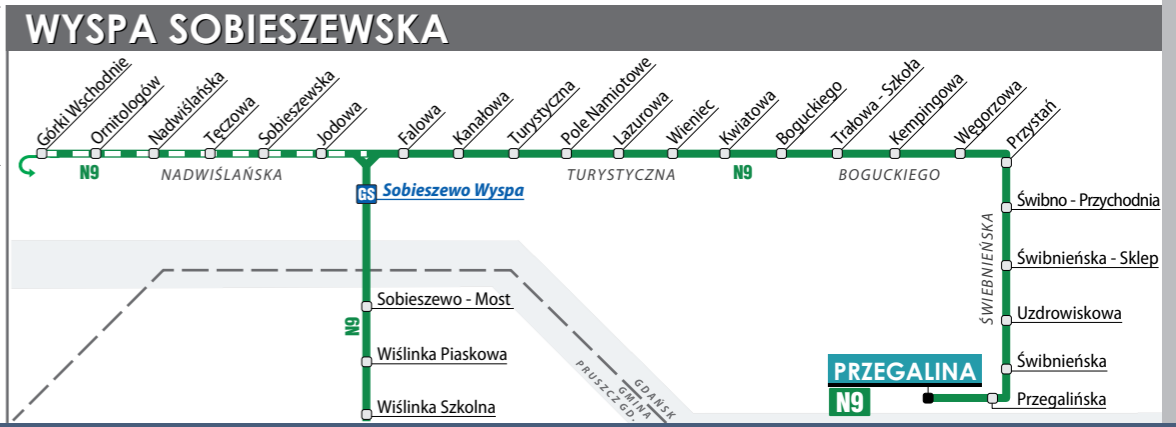 WYSPA SOBIESZEWSKA
Górki Wschodnie
Ornitologów
Nadwiślańska
Tęczowa
Sobieszewska
Jodowa
Falowa
Kanałowa
Turystyczna
Pole Namiotowe
Lazurowa
Wieniec
Kwiatowa
Boguckiego
Trałowa - Szkoła
Kempingowa
Węgorzowa
Przystań
N9
NADWIŚLAŃSKA
TURYSTYCZNA
N9
BOGUCKIEGO
GS Sobieszewo Wyspa
Świbno - Przychodnia
ŚWIEBNIEŃSKA
Świbnieńska - Sklep
Sobieszewo - Most
N9
Uzdrowiskowa
Wiślinka Piaskowa
Świbnieńska
PRZEGALINA
N9
Przegalińska
Wiślinka Szkolna
GDAŃSK
GMINA
PRUSZCZ GD.